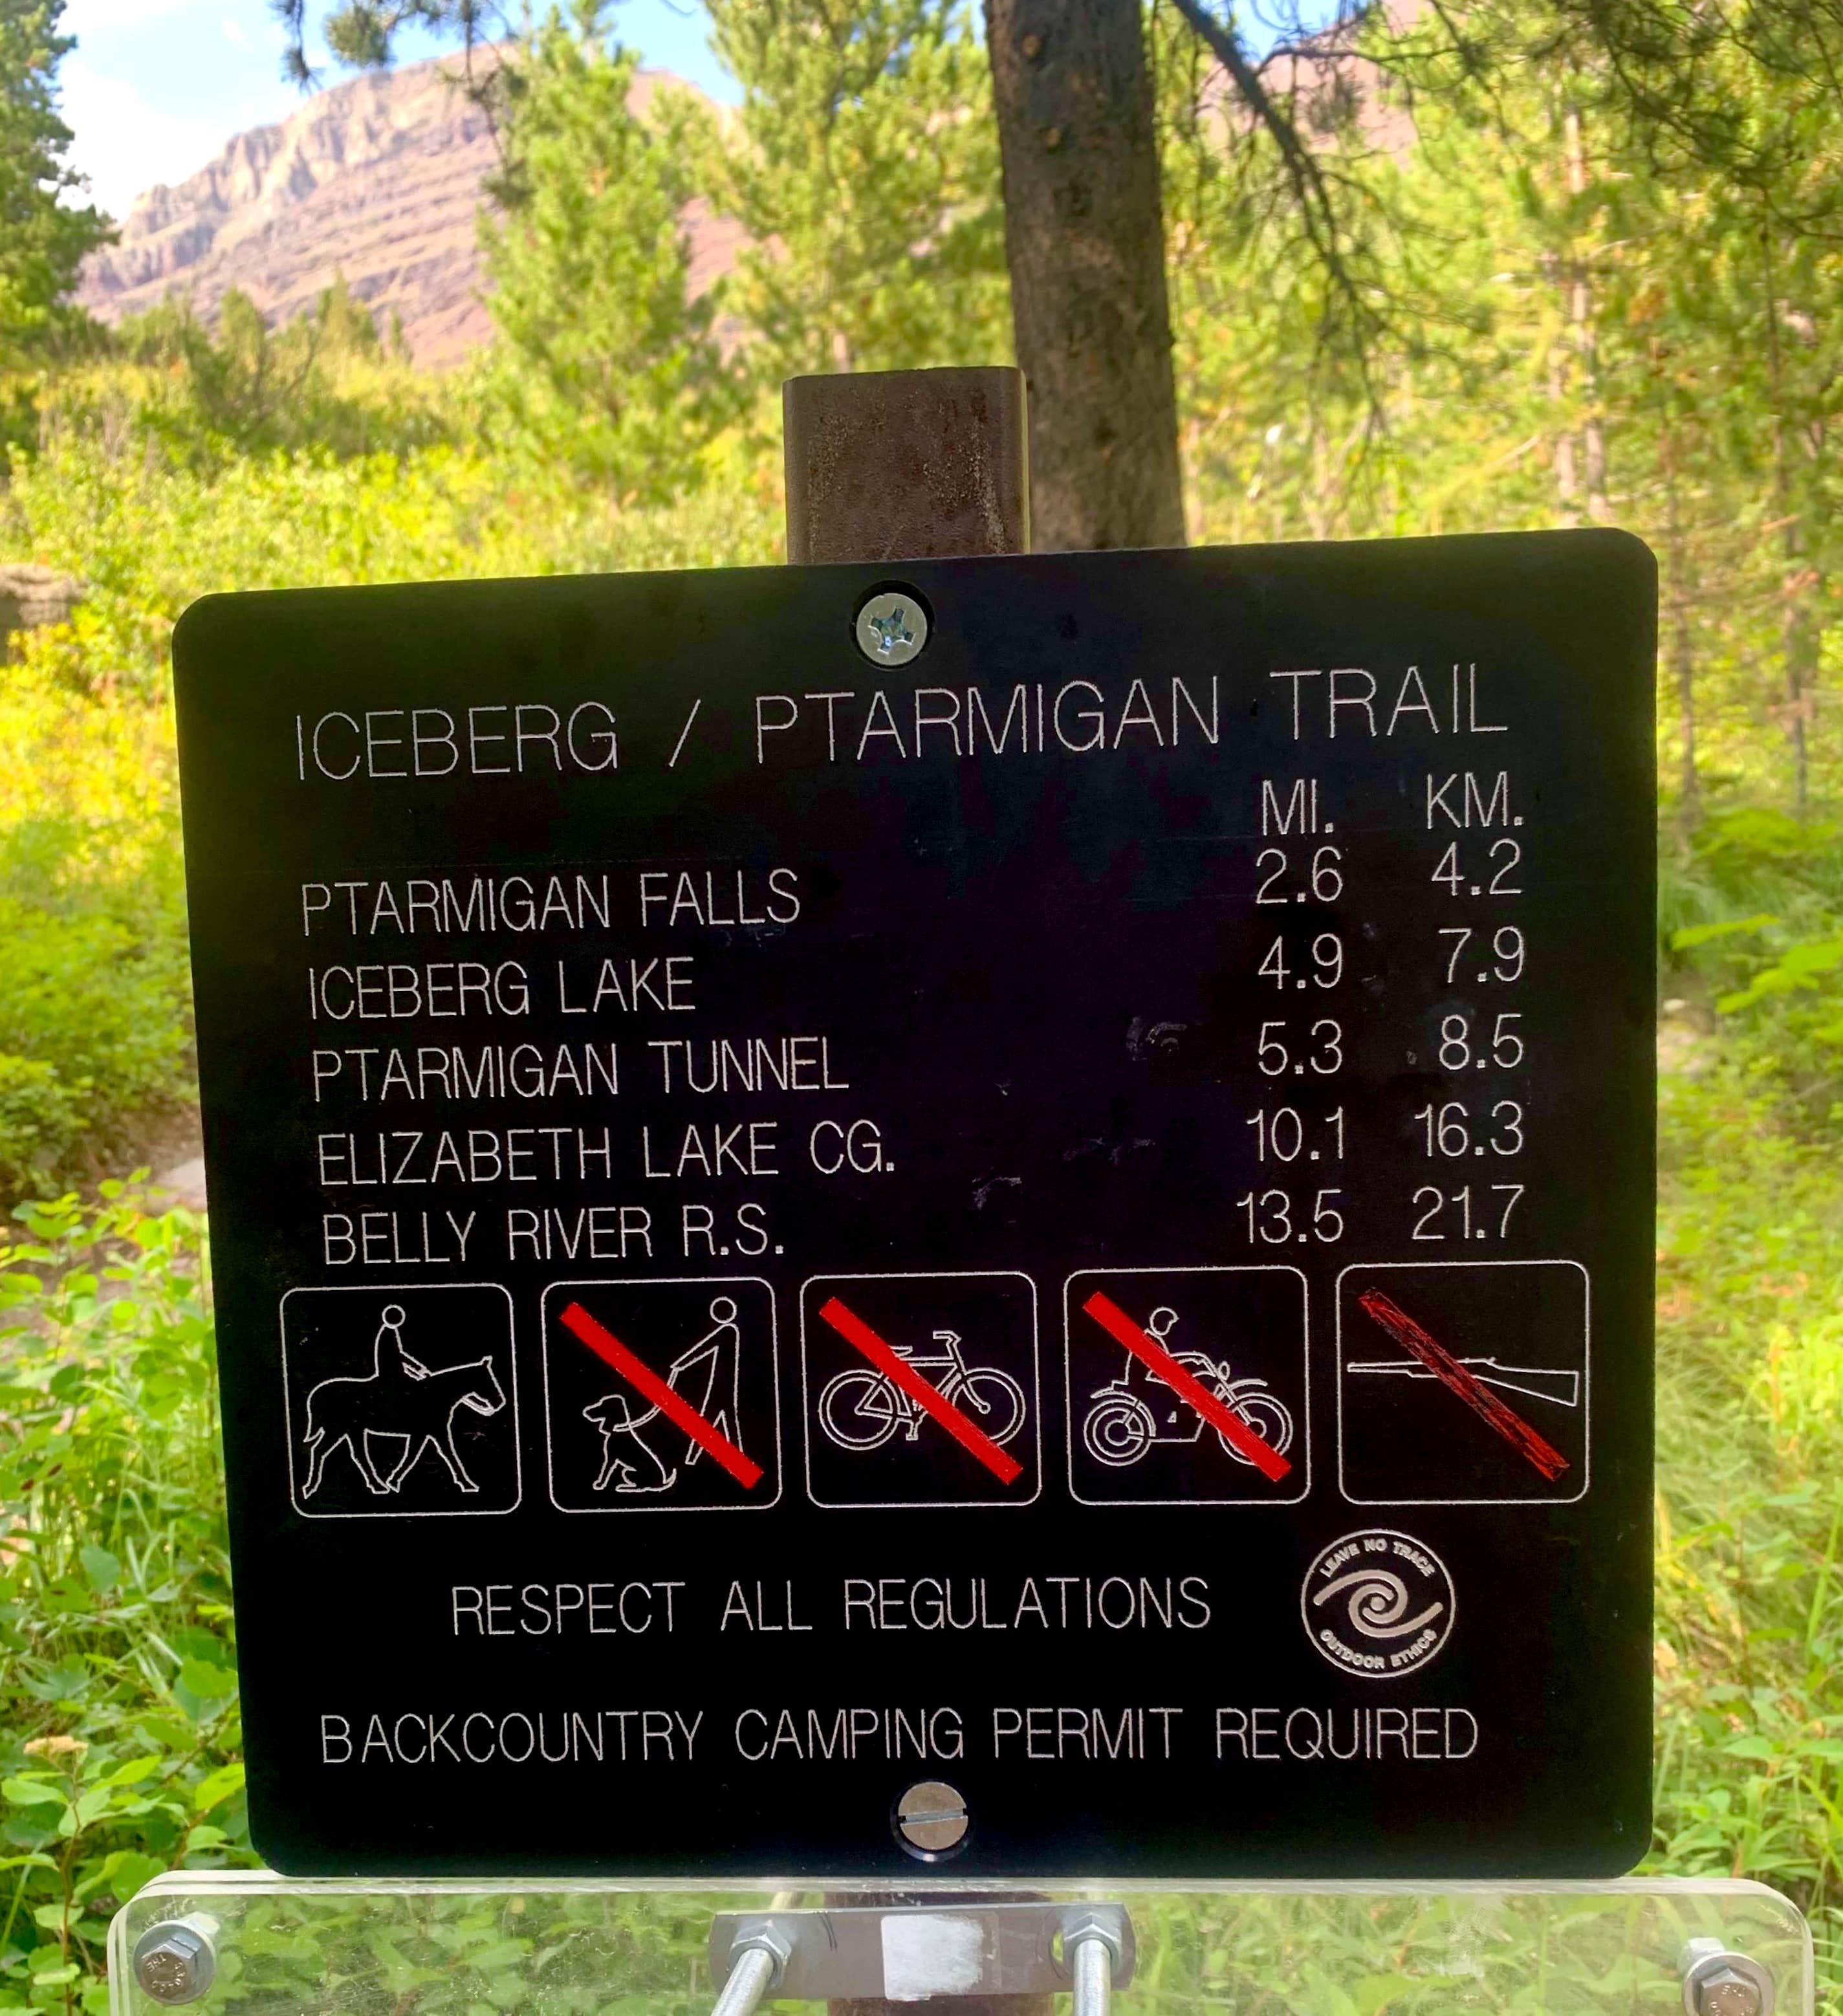 ICEBERG / PTARMIGAN TRAIL
MI. KM.
PTARMIGAN FALLS 2.6 4.2
ICEBERG LAKE 4.9 7.9
PTARMIGAN TUNNEL 5.3 8.5
ELIZABETH LAKE CG. 10.1 16.3
BELLY RIVER R.S. 13.5 21.7
LEAVE NO TRACE
RESPECT ALL REGULATIONS
OUTDOOR ETHICS
BACKCOUNTRY CAMPING PERMIT REQUIRED